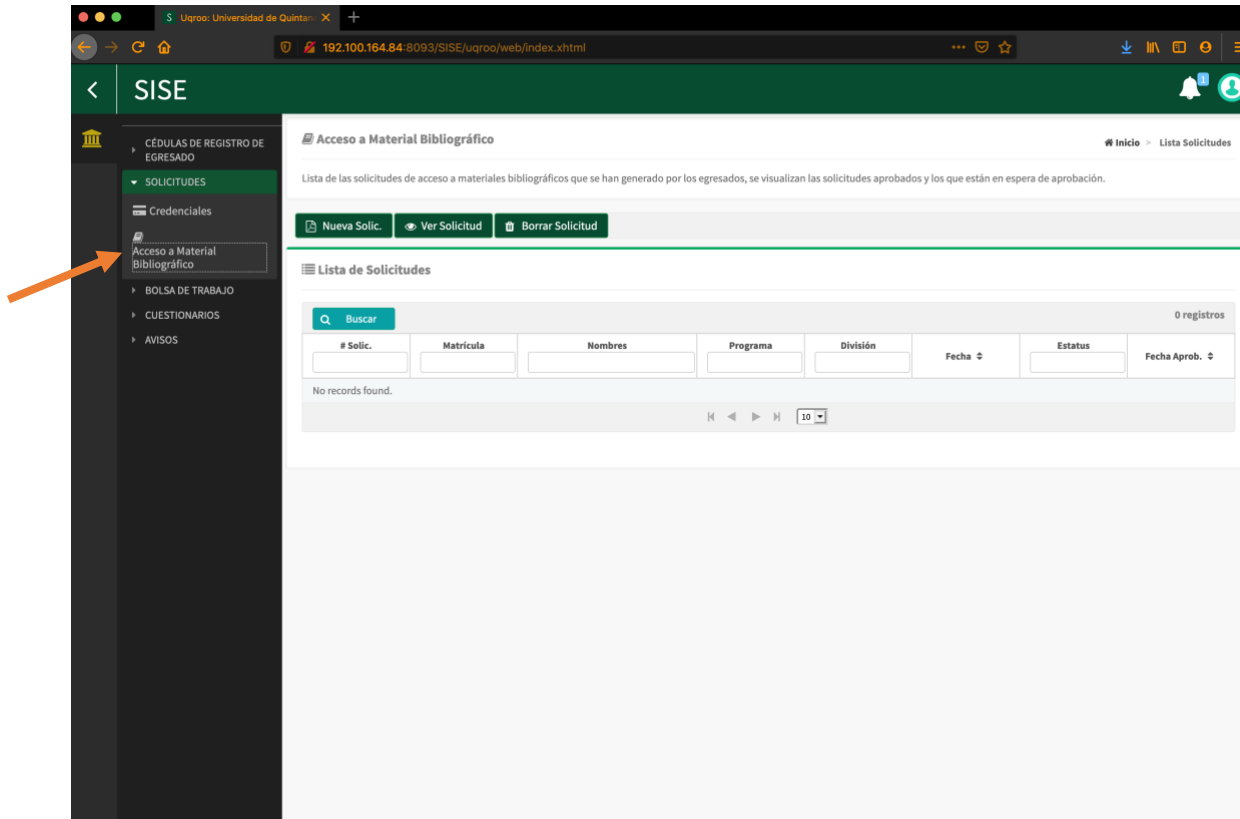 S Uqroo: Universidad de Quintan
192.100.164.84:8093/SISE/uqroo/web/index.xhtml
SISE
1
CÉDULAS DE REGISTRO DE
EGRESADO
SOLICITUDES
Credenciales
Acceso a Material
Bibliográfico
BOLSA DE TRABAJO
CUESTIONARIOS
AVISOS
Acceso a Material Bibliográfico
Inicio > Lista Solicitudes
Lista de las solicitudes de acceso a materiales bibliográficos que se han generado por los egresados, se visualizan las solicitudes aprobados y los que están en espera de aprobación.
Nueva Solic. Ver Solicitud Borrar Solicitud
Lista de Solicitudes
Buscar 0 registros
# Solic. Matrícula Nombres Programa División Fecha Estatus Fecha Aprob.
No records found.
10